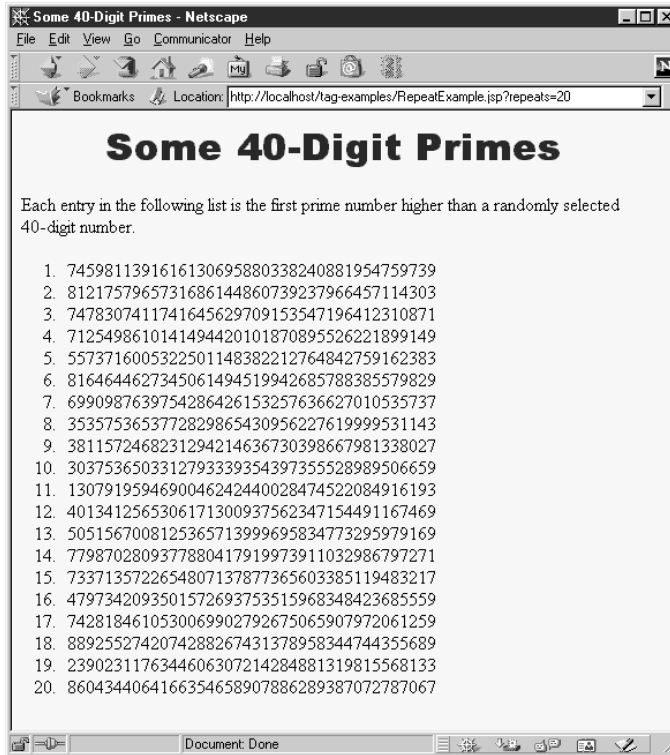 Some 40-Digit Primes - Netscape
File Edit View Go Communicator Help
My
N
Bookmarks Location: http://localhost/tag-examples/RepeatExample.jsp?repeats=20
Some 40-Digit Primes
Each entry in the following list is the first prime number higher than a randomly selected
40-digit number.
1. 7459811391616130695880338240881954759739
2. 8121757965731686144860739237966457114303
3. 7478307411741645629709153547196412310871
4. 7125498610141494420101870895526221899149
5. 5573716005322501148382212764842759162383
6. 8164644627345061494519942685788385579829
7. 6990987639754286426153257636627010535737
8. 3535753653772829865430956227619999531143
9. 3811572468231294214636730398667981338027
10. 3037536503312793339354397355528989506659
11. 1307919594690046242440028474522084916193
12. 4013412565306171300937562347154491167469
13. 5051567008125365713999695834773295979169
14. 7798702809377880417919973911032986797271
15. 7337135722654807137877365603385119483217
16. 4797342093501572693753515968348423685559
17. 7428184610530069902792675065907972061259
18. 8892552742074288267431378958344744355689
19. 2390231176344606307214284881319815568133
20. 8604344064166354658907886289387072787067
Document: Done